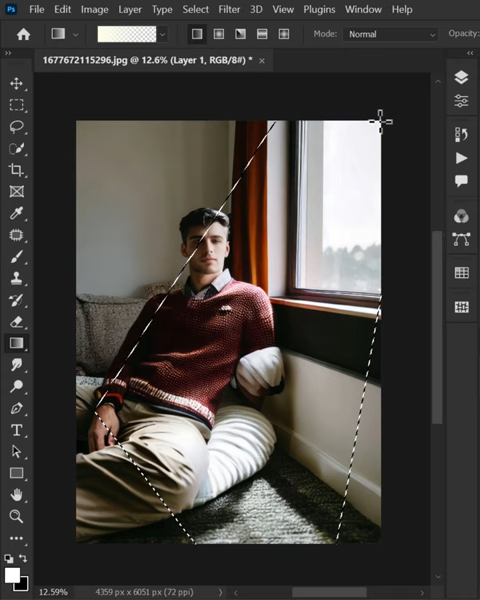 Ps File Edit Image Layer Type Select Filter 3D View Plugins Window Help
Mode: Normal Opacity:
1677672115296.jpg @ 12.6% (Layer 1, RGB/8#) * ×
T
12.59% 4359 px x 6051 px (72 ppi)